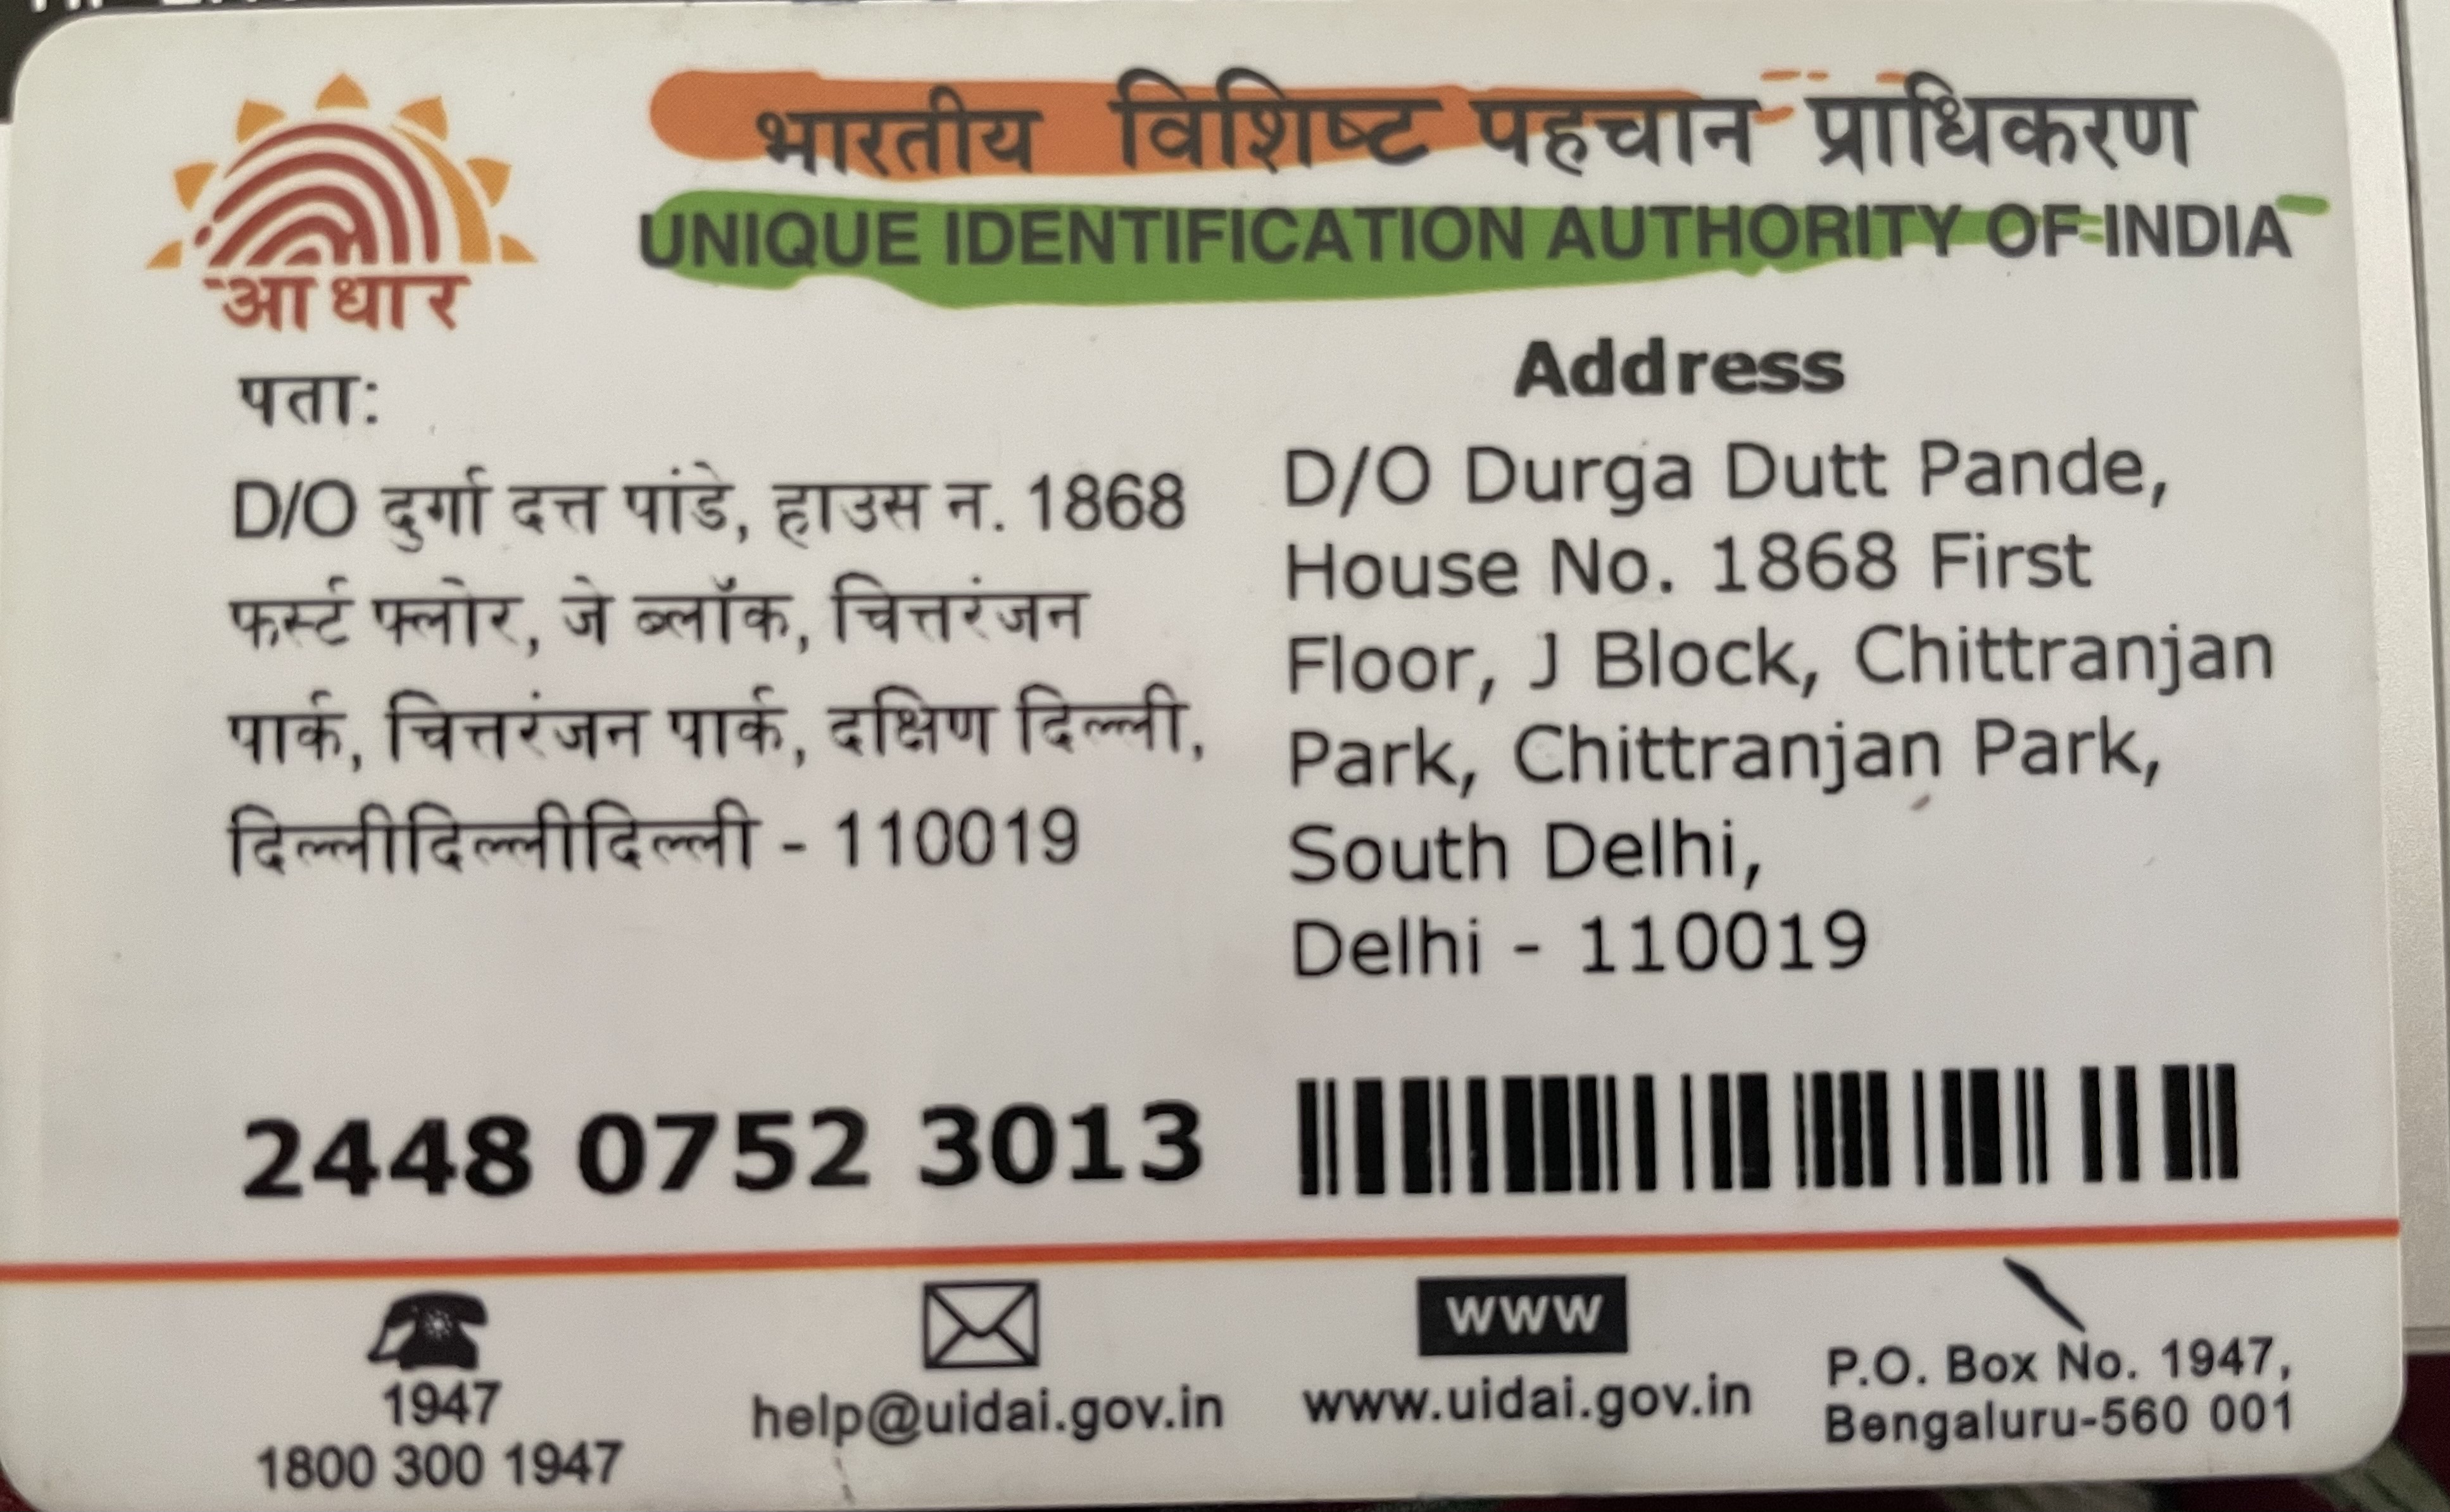 भारतीय विशिष्ट पहचान प्राधिकरण
UNIQUE IDENTIFICATION AUTHORITY OF INDIA
आधार
पता:
D/O दुर्गा दत्त पांडे, हाउस न. 1868
फर्स्ट फ्लोर, जे ब्लॉक, चित्तरंजन
पार्क, चित्तरंजन पार्क, दक्षिण दिल्ली,
दिल्लीदिल्लीदिल्ली - 110019
Address
D/O Durga Dutt Pande,
House No. 1868 First
Floor, J Block, Chittranjan
Park, Chittranjan Park,
South Delhi,
Delhi - 110019
2448 0752 3013
1947
1800 300 1947
help@uidai.gov.in
www
www.uidai.gov.in
P.O. Box No. 1947,
Bengaluru-560 001